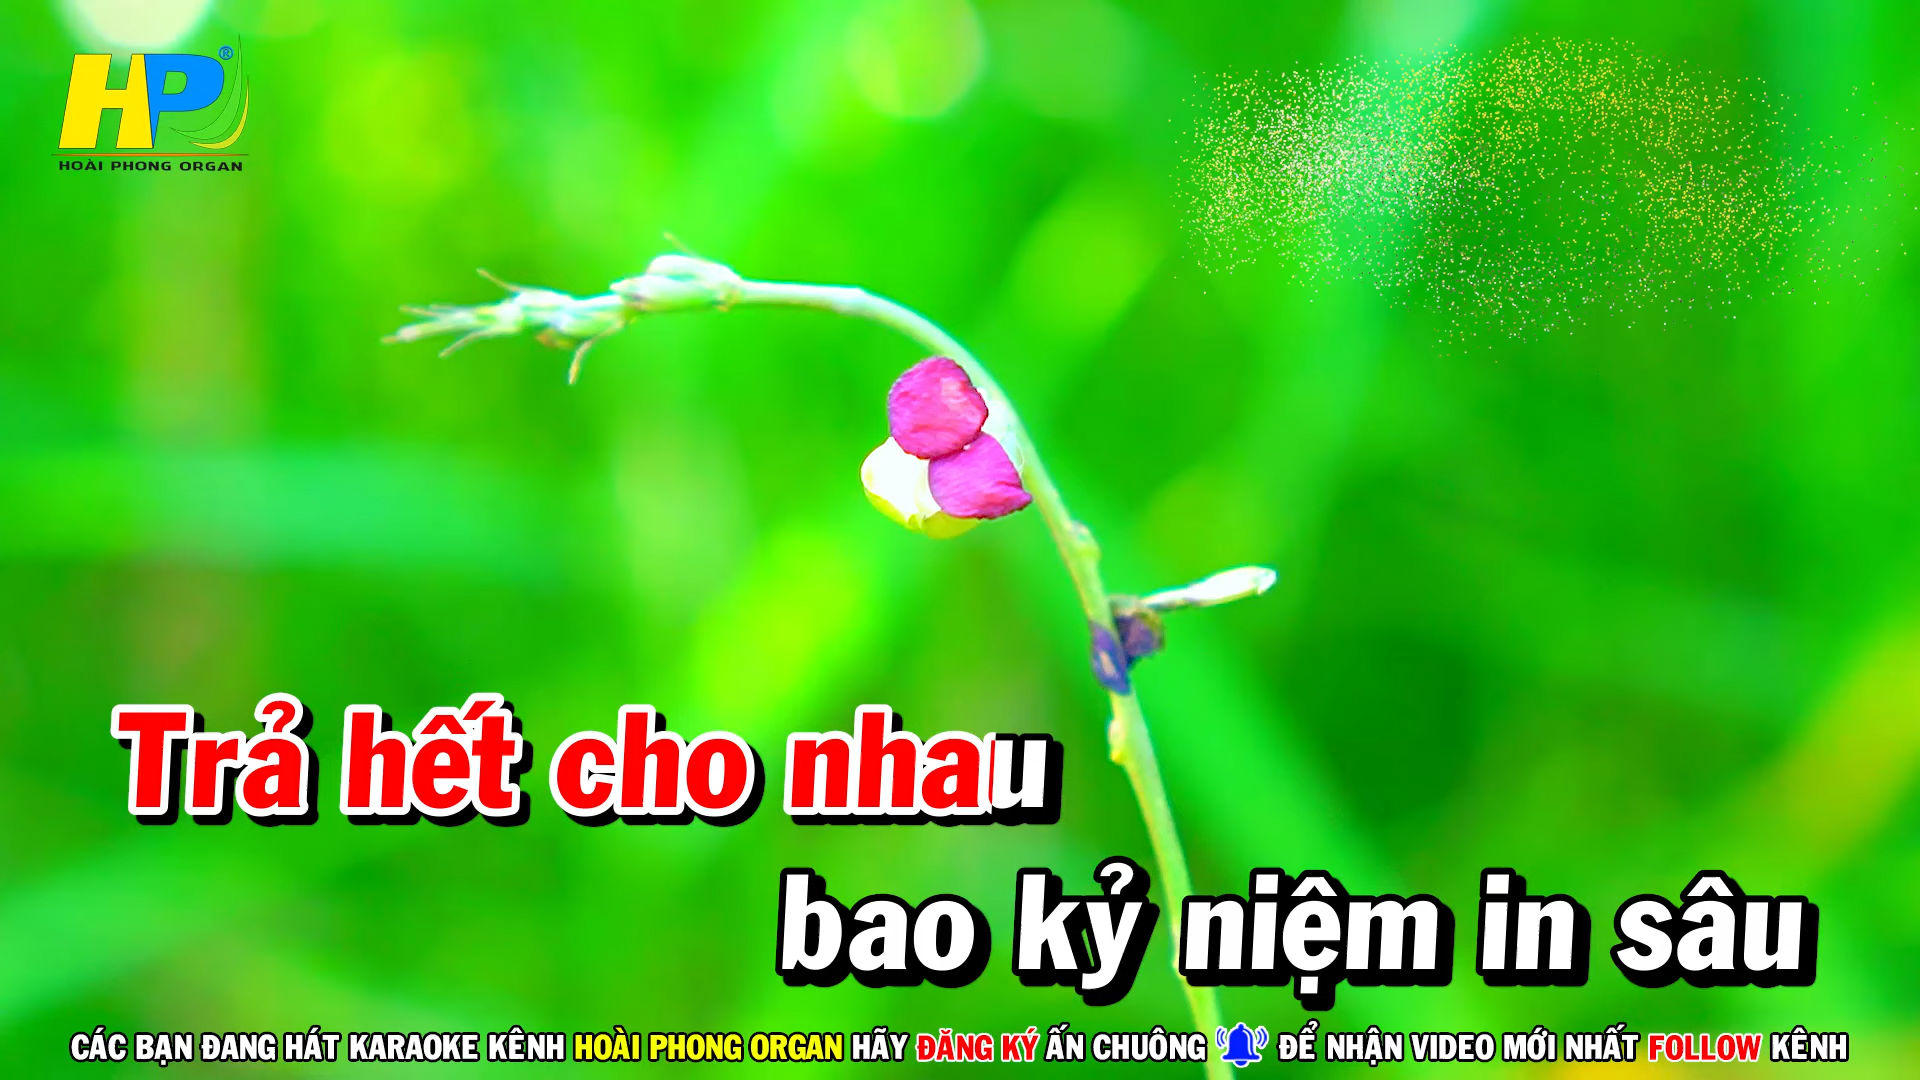 HP®
HOÀI PHONG ORGAN
Trả hết cho nhau
bao kỷ niệm in sâu
CÁC BẠN ĐANG HÁT KARAOKE KÊNH HOÀI PHONG ORGAN HÃY ĐĂNG KÝ ẤN CHUÔNG ĐỂ NHẬN VIDEO MỚI NHẤT FOLLOW KÊNH